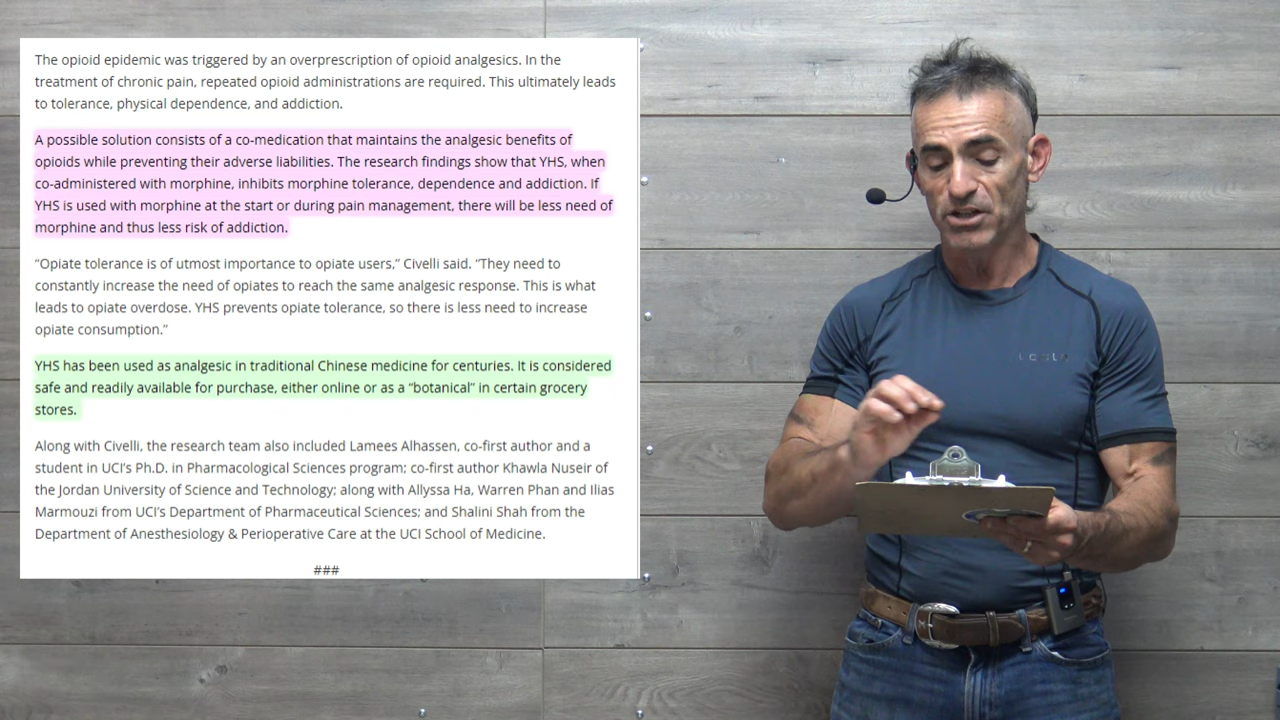 The opioid epidemic was triggered by an overprescription of opioid analgesics. In the
treatment of chronic pain, repeated opioid administrations are required. This ultimately leads
to tolerance, physical dependence, and addiction.
A possible solution consists of a co-medication that maintains the analgesic benefits of
opioids while preventing their adverse liabilities. The research findings show that YHS, when
co-administered with morphine, inhibits morphine tolerance, dependence and addiction. If
YHS is used with morphine at the start or during pain management, there will be less need of
morphine and thus less risk of addiction.
“Opiate tolerance is of utmost importance to opiate users,” Civelli said. “They need to
constantly increase the need of opiates to reach the same analgesic response. This is what
leads to opiate overdose. YHS prevents opiate tolerance, so there is less need to increase
opiate consumption.”
YHS has been used as analgesic in traditional Chinese medicine for centuries. It is considered
safe and readily available for purchase, either online or as a “botanical” in certain grocery
stores.
Along with Civelli, the research team also included Lamees Alhassen, co-first author and a
student in UCI’s Ph.D. in Pharmacological Sciences program; co-first author Khawla Nuseir of
the Jordan University of Science and Technology; along with Allyssa Ha, Warren Phan and Ilias
Marmouzi from UCI’s Department of Pharmaceutical Sciences; and Shalini Shah from the
Department of Anesthesiology & Perioperative Care at the UCI School of Medicine.
###